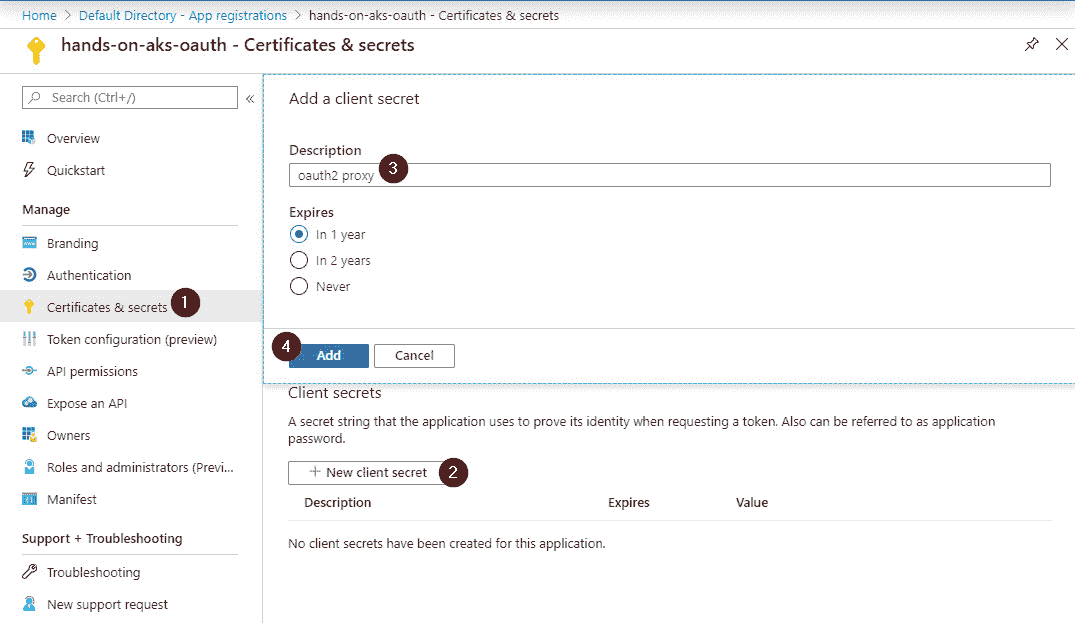 Home > Default Directory - App registrations > hands-on-aks-oauth - Certificates & secrets
hands-on-aks-oauth - Certificates & secrets
Search (Ctrl+/)
Overview
Quickstart
Manage
Branding
Authentication
Certificates & secrets 1
Token configuration (preview)
API permissions
Expose an API
Owners
Roles and administrators (Previ...
Manifest
Support + Troubleshooting
Troubleshooting
New support request
Add a client secret
Description
oauth2 proxy 3
Expires
In 1 year
In 2 years
Never
4 Add Cancel
Client secrets
A secret string that the application uses to prove its identity when requesting a token. Also can be referred to as application
password.
+ New client secret 2
Description Expires Value
No client secrets have been created for this application.